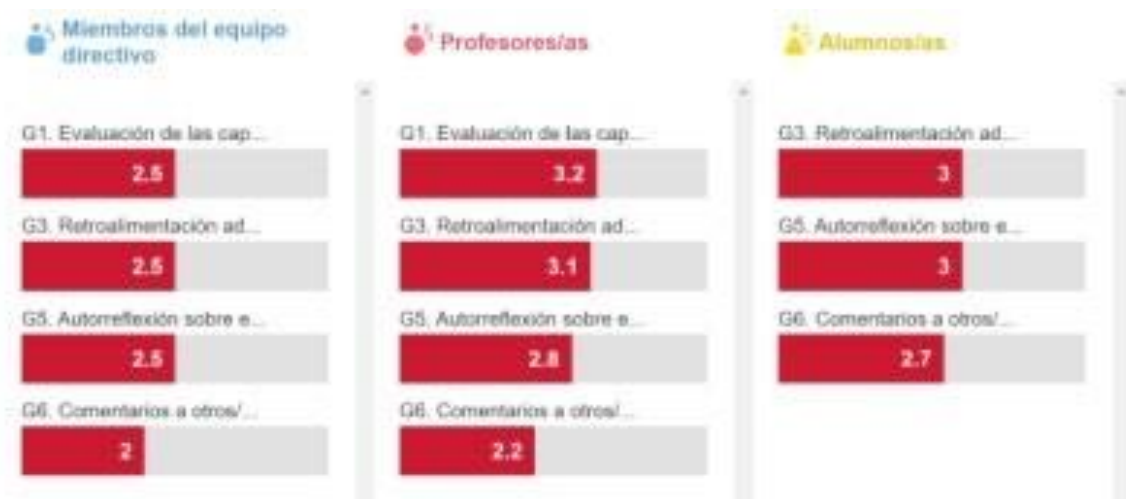 Miembros del equipo
directivo
G1. Evaluación de las cap...
2.5
G3. Retroalimentación ad...
2.5
G5. Autorreflexión sobre e...
2.5
G6. Comentarios a otros/...
2
Profesores/as
G1. Evaluación de las cap...
3.2
G3. Retroalimentación ad...
3.1
G5. Autorreflexión sobre e...
2.8
G6. Comentarios a otros/...
2.2
Alumnos/as
G3. Retroalimentación ad...
3
G5. Autorreflexión sobre e...
3
G6. Comentarios a otros/...
2.7